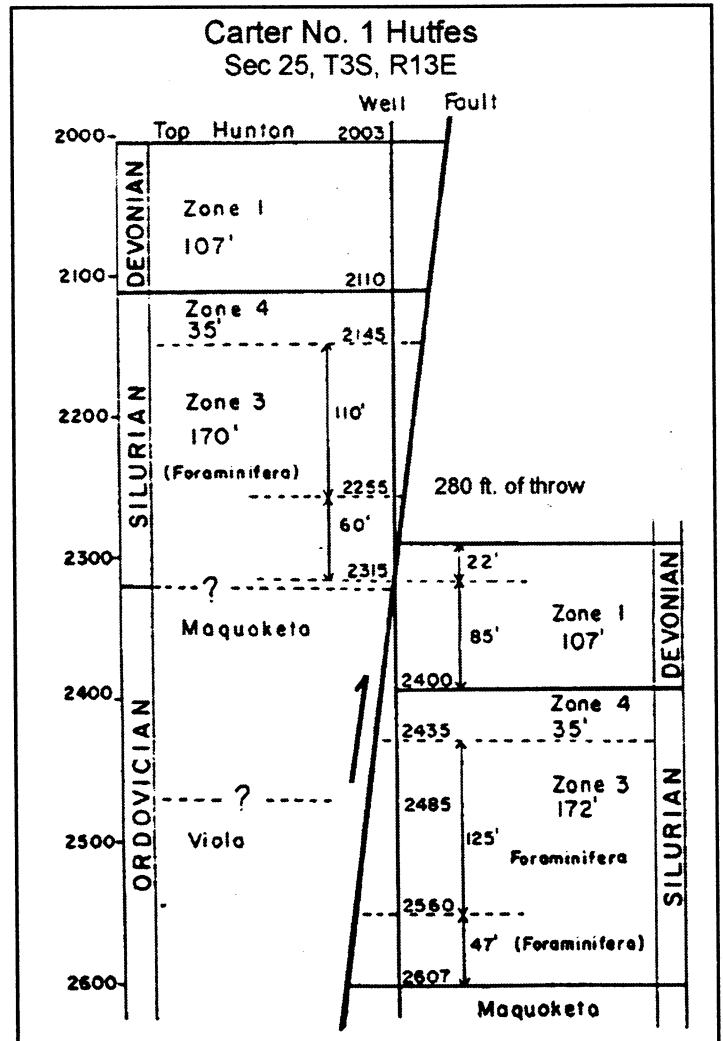 Carter No. 1 Hutfes
Sec 25, T3S, R13E
Well Fault
2000 Top Hunton 2003
DEVONIAN
Zone 1
107'
2100
2110
Zone 4
35'
2145
SILURIAN
2200
Zone 3
170'
(Foraminifera)
110'
2255
280 ft. of throw
60'
2300
2315
22'
?
Maquoketa
85'
Zone 1
107'
DEVONIAN
2400
2400
Zone 4
35'
2435
ORDOVICIAN
?
Viola
2485
Zone 3
172'
125'
Foraminifera
SILURIAN
2500
2560
47' (Foraminifera)
2600
2607
Maquoketa